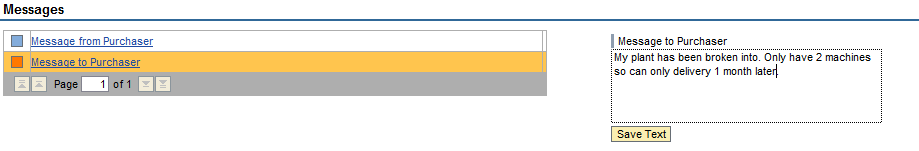 Messages
Message from Purchaser
Message to Purchaser
Page 1 of 1
Message to Purchaser
My plant has been broken into. Only have 2 machines
so can only delivery 1 month later
Save Text